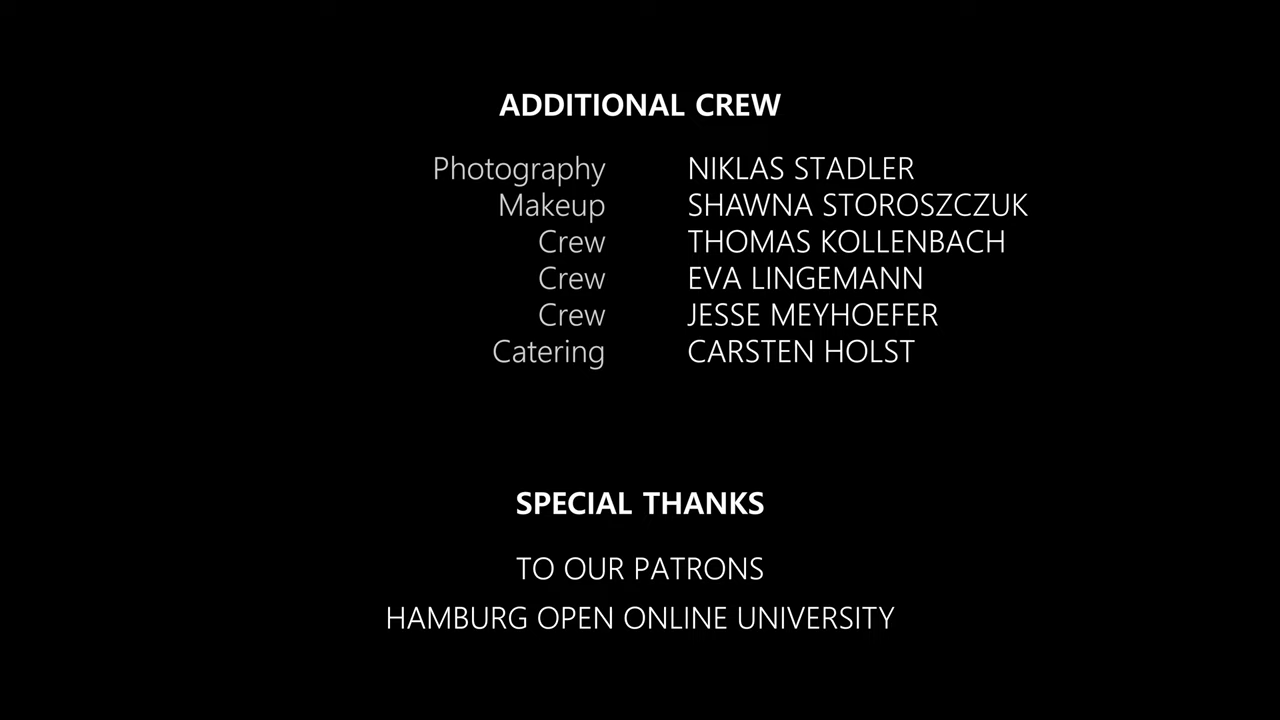 ADDITIONAL CREW
Photography NIKLAS STADLER
Makeup SHAWNA STOROSZCZUK
Crew THOMAS KOLLENBACH
Crew EVA LINGEMANN
Crew JESSE MEYHOEFER
Catering CARSTEN HOLST
SPECIAL THANKS
TO OUR PATRONS
HAMBURG OPEN ONLINE UNIVERSITY